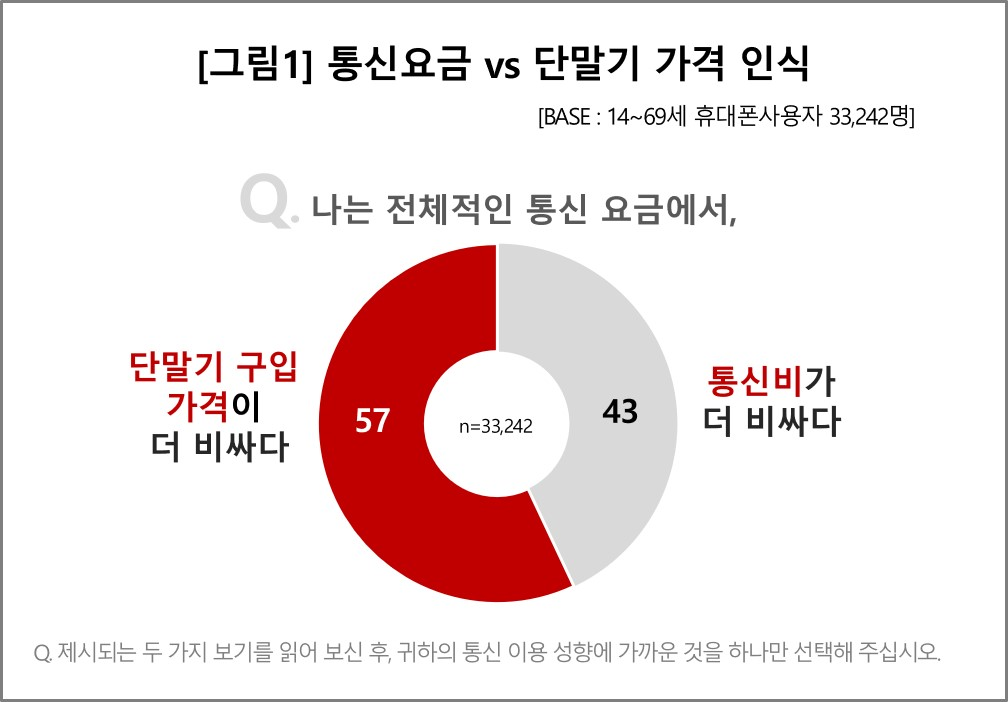 [그림1] 통신요금 vs 단말기 가격 인식
[BASE : 14~69세 휴대폰사용자 33,242명]
Q. 나는 전체적인 통신 요금에서,
단말기 구입
가격이
더 비싸다
57
n=33,242
43
통신비가
더 비싸다
Q. 제시되는 두 가지 보기를 읽어 보신 후, 귀하의 통신 이용 성향에 가까운 것을 하나만 선택해 주십시오.